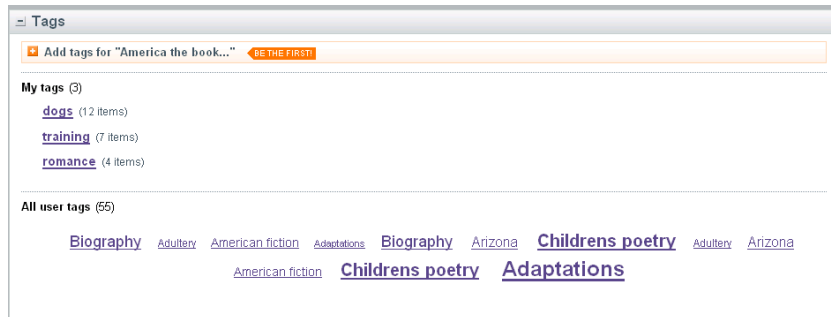 Tags
Add tags for "America the book..." BE THE FIRST!
My tags (3)
dogs (12 items)
training (7 items)
romance (4 items)
All user tags (55)
Biography Adultery American fiction Adaptations Biography Arizona Childrens poetry Adultery Arizona
American fiction Childrens poetry Adaptations